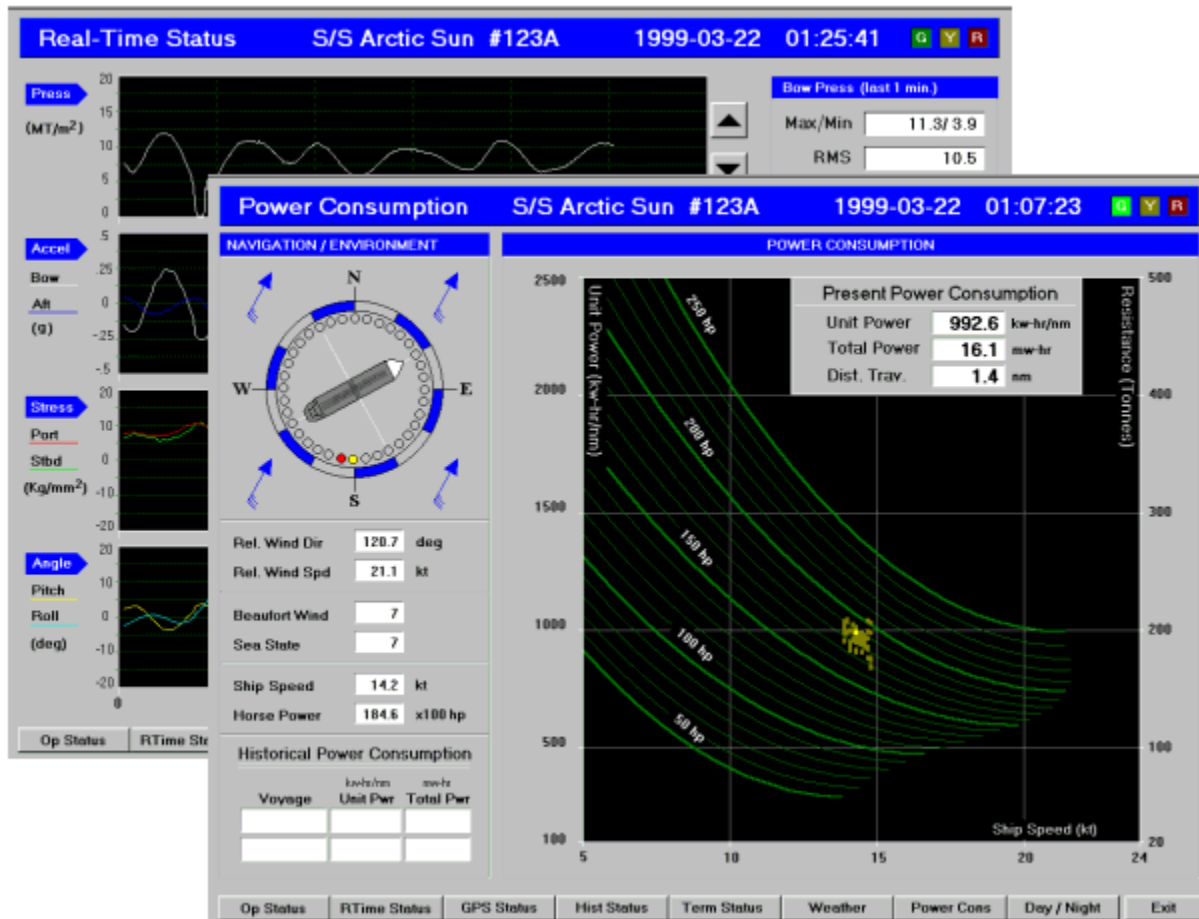 Real-Time Status S/S Arctic Sun #123A 1999-03-22 01:25:41 G Y R
Press
(MT/m²)
20
15
10
5
0
Bow Press (last 1 min.)
Max/Min 11.3/ 3.9
RMS 10.5
Accel
Bow
Aft
(g)
5
.25
0
-.25
-.5
Stress
Port
Stbd
(Kg/mm²)
20
10
0
-10
-20
Angle
Pitch
Roll
(deg)
20
10
0
-10
-20
0
Op Status RTime Sta
Power Consumption S/S Arctic Sun #123A 1999-03-22 01:07:23 G Y R
NAVIGATION / ENVIRONMENT
N
W E
S
Rel. Wind Dir 120.7 deg
Rel. Wind Spd 21.1 kt
Beaufort Wind 7
Sea State 7
Ship Speed 14.2 kt
Horse Power 184.6 x100 hp
Historical Power Consumption
kw-hr/nm mw-hr
Voyage Unit Pwr Total Pwr
POWER CONSUMPTION
Present Power Consumption
Unit Power 992.6 kw-hr/nm
Total Power 16.1 mw-hr
Dist. Trav. 1.4 nm
Unit Power (kw-hr/nm)
2500
2000
1500
1000
500
100
250 hp
200 hp
150 hp
100 hp
50 hp
Resistance (Tonnes)
500
400
300
200
100
20
Ship Speed (kt)
5 10 15 20 24
Op Status RTime Status GPS Status Hist Status Term Status Weather Power Cons Day / Night Exit